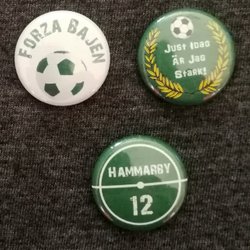 FORZA BAJEN
JUST IDAG
ÄR JAG
STARK!
HAMMARBY
12